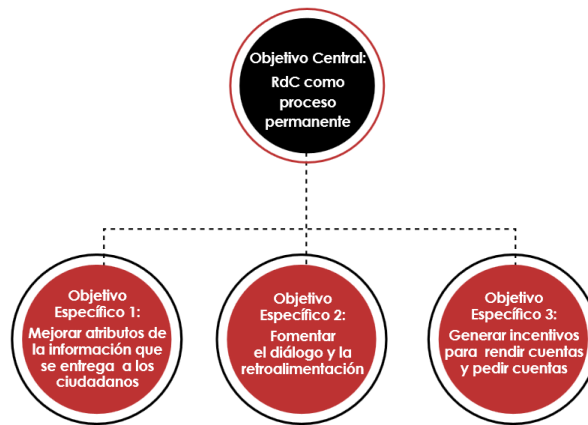 Objetivo Central:
RdC como
proceso
permanente
Objetivo
Específico 1:
Mejorar atributos de
la información que
se entrega a los
ciudadanos
Objetivo
Específico 2:
Fomentar
el diálogo y la
retroalimentación
Objetivo
Específico 3:
Generar incentivos
para rendir cuentas
y pedir cuentas